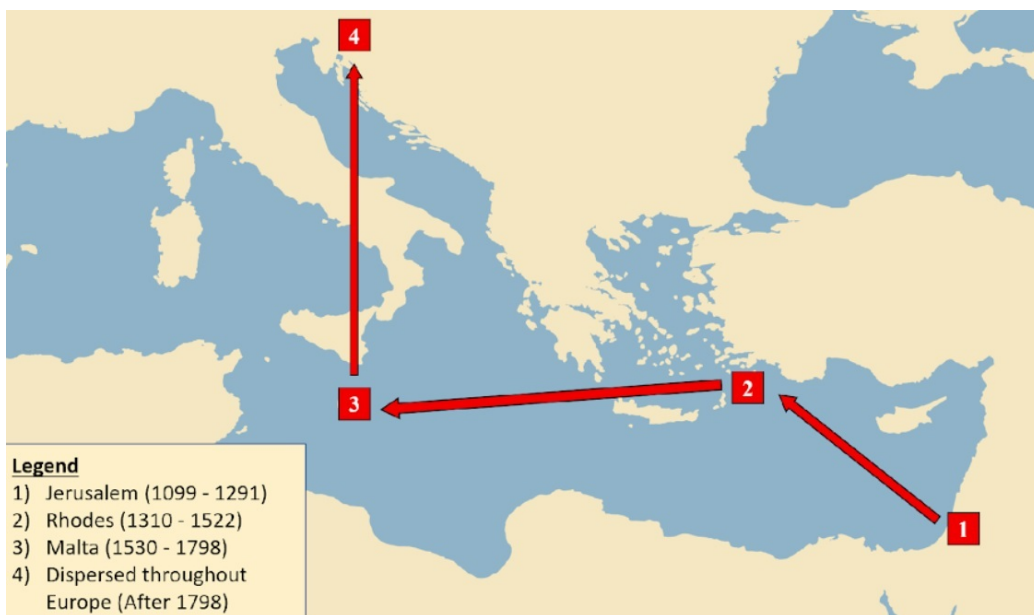 4
3
2
1
Legend
1) Jerusalem (1099 - 1291)
2) Rhodes (1310 - 1522)
3) Malta (1530 - 1798)
4) Dispersed throughout
Europe (After 1798)